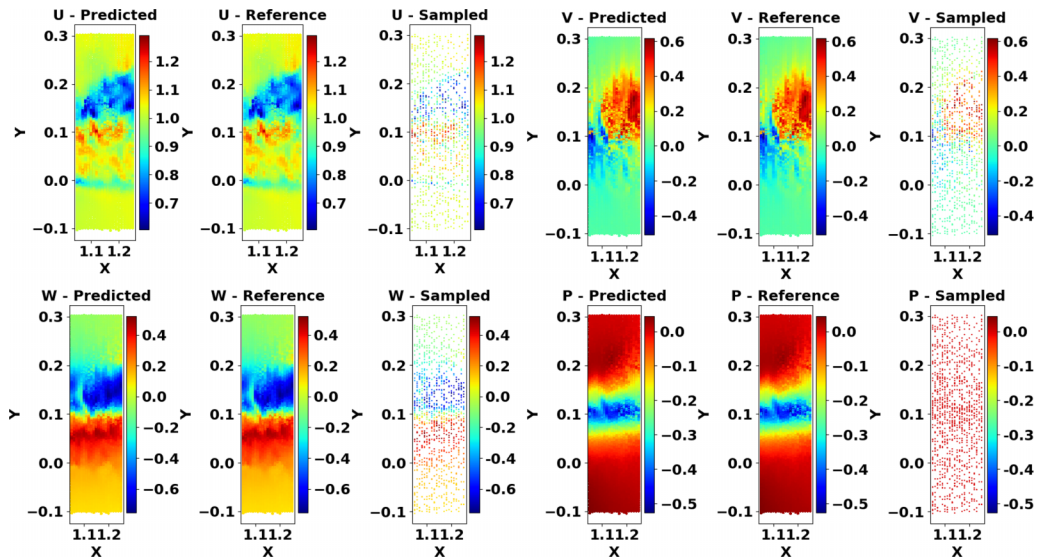 U - Predicted U - Reference U - Sampled V - Predicted V - Reference V - Sampled
0.3 0.3 0.3 0.3 0.3 0.3
1.2 1.2 1.2 0.6 0.6 0.6
0.2 0.2 0.2 0.2 0.2 0.2
1.1 1.1 1.1 0.4 0.4 0.4
1.0 1.0 1.0 0.2 0.2 0.2
Y Y Y Y Y Y
0.1 0.1 0.1 0.1 0.1 0.1
0.9 0.9 0.9 0.0 0.0 0.0
0.0 0.0 0.0 0.0 0.0 0.0
0.8 0.8 0.8 −0.2 −0.2 −0.2
0.7 0.7 0.7 −0.4 −0.4 −0.4
−0.1 −0.1 −0.1 −0.1 −0.1 −0.1
1.1 1.2 1.1 1.2 1.1 1.2 1.11.2 1.11.2 1.11.2
X X X X X X
W - Predicted W - Reference W - Sampled P - Predicted P - Reference P - Sampled
0.3 0.3 0.3 0.3 0.3 0.3
0.4 0.4 0.4 0.0 0.0 0.0
0.2 0.2 0.2 0.2 0.2 0.2
0.2 0.2 0.2 −0.1 −0.1 −0.1
Y Y Y Y Y Y
0.1 0.1 0.1 0.1 0.1 0.1
0.0 0.0 0.0 −0.2 −0.2 −0.2
−0.2 −0.2 −0.2 −0.3 −0.3 −0.3
0.0 0.0 0.0 0.0 0.0 0.0
−0.4 −0.4 −0.4 −0.4 −0.4 −0.4
−0.6 −0.6 −0.6 −0.5 −0.5 −0.5
−0.1 −0.1 −0.1 −0.1 −0.1 −0.1
1.11.2 1.11.2 1.11.2 1.11.2 1.11.2 1.11.2
X X X X X X